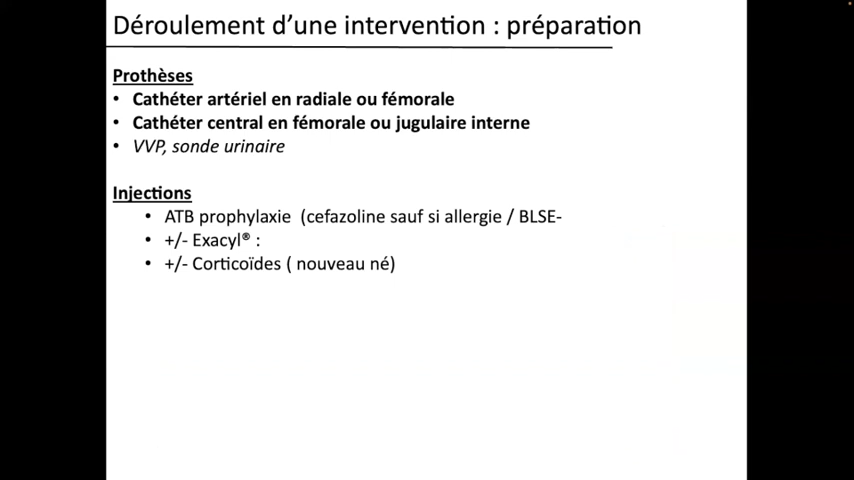 Déroulement d’une intervention : préparation
Prothèses
• Cathéter artériel en radiale ou fémorale
• Cathéter central en fémorale ou jugulaire interne
• VVP, sonde urinaire
Injections
• ATB prophylaxie (cefazoline sauf si allergie / BLSE-
• +/- Exacyl® :
• +/- Corticoïdes ( nouveau né)